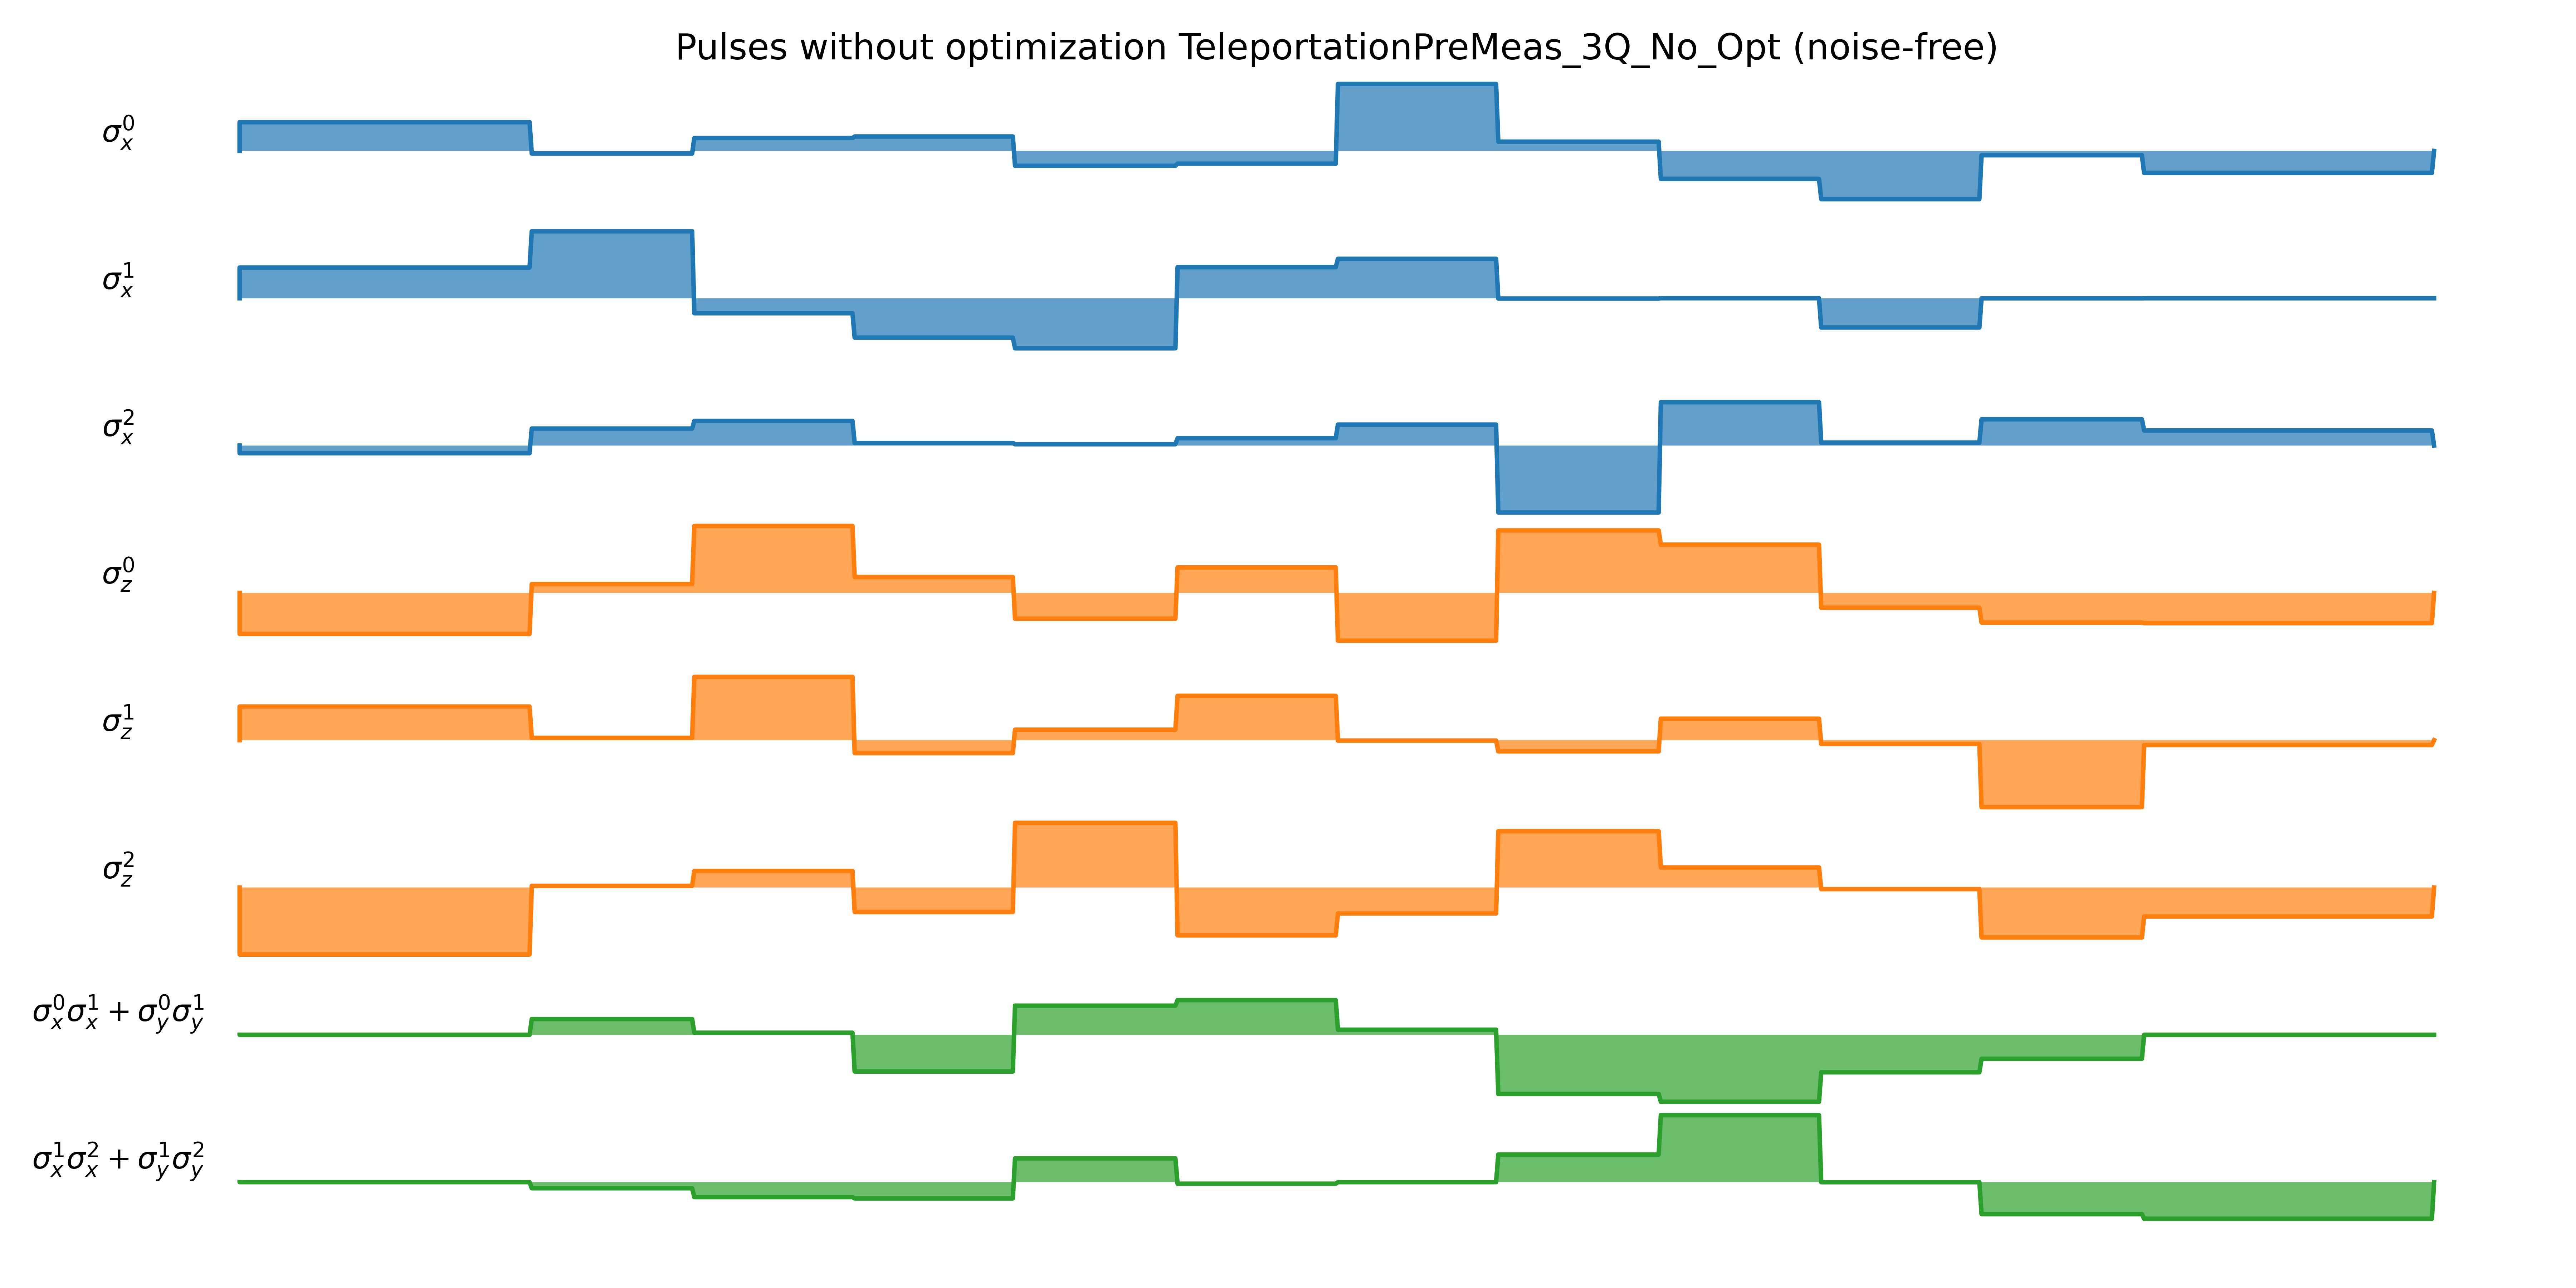 Pulses without optimization TeleportationPreMeas_3Q_No_Opt (noise-free)
σ_x^0
σ_x^1
σ_x^2
σ_z^0
σ_z^1
σ_z^2
σ_x^0σ_x^1 + σ_y^0σ_y^1
σ_x^1σ_x^2 + σ_y^1σ_y^2